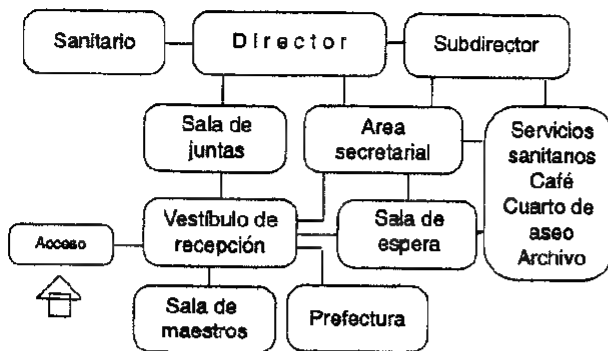 Sanitario
Director
Subdirector
Sala de
juntas
Area
secretarial
Servicios
sanitanos
Café
Cuarto de
aseo
Archivo
Acceso
Vestíbulo de
recepción
Sala de
espera
Sala de
maestros
Prefectura